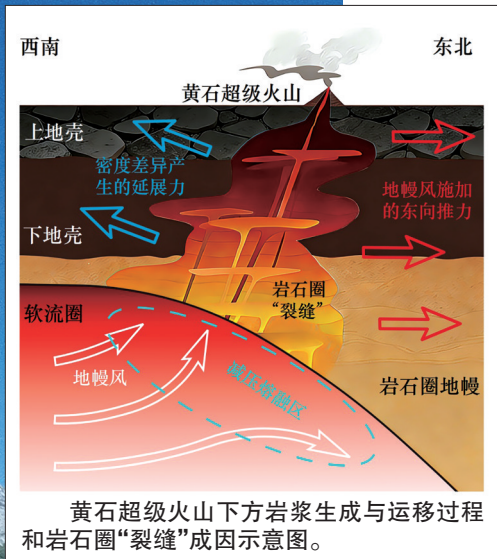 西南
东北
黄石超级火山
上地壳
密度差异产
生的延展力
地幔风施加
的东向推力
下地壳
岩石圈
“裂缝”
软流圈
地幔风
减压熔融区
岩石圈地幔
黄石超级火山下方岩浆生成与运移过程
和岩石圈“裂缝”成因示意图。